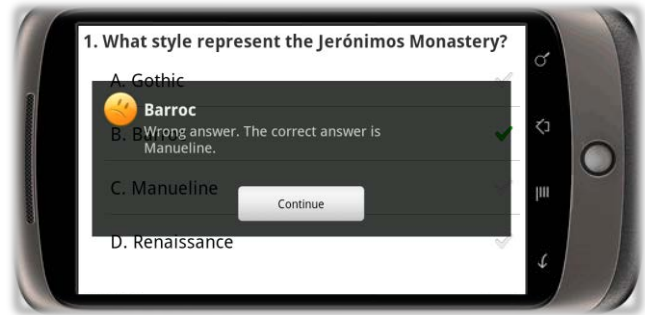 1. What style represent the Jerónimos Monastery?
A. Gothic
Barroc
Wrong answer. The correct answer is
B. Barroc
Manueline.
C. Manueline
Continue
D. Renaissance